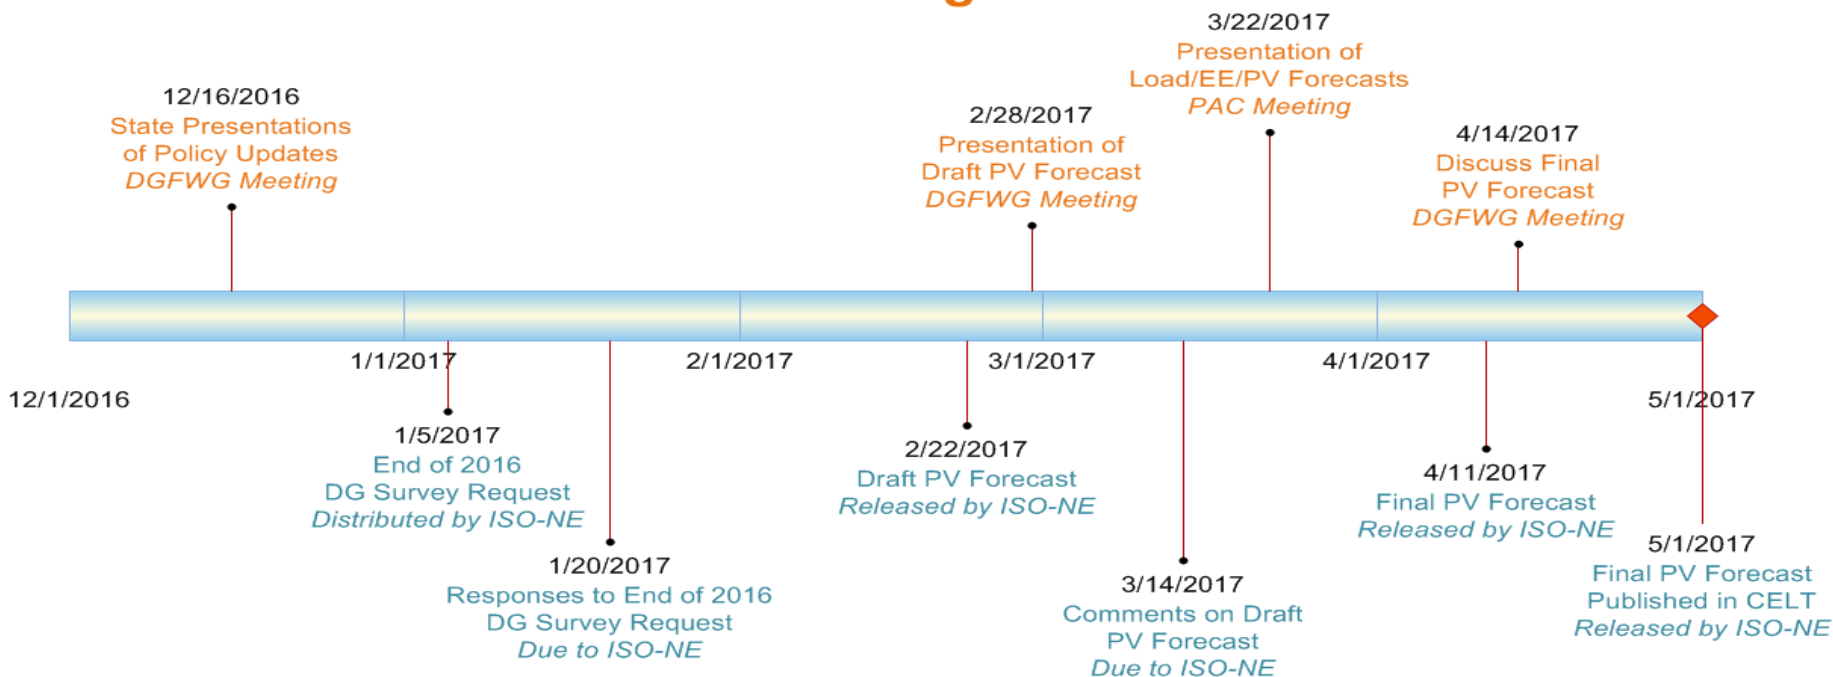 g
12/16/2016
State Presentations
of Policy Updates
DGFWG Meeting
2/28/2017
Presentation of
Draft PV Forecast
DGFWG Meeting
3/22/2017
Presentation of
Load/EE/PV Forecasts
PAC Meeting
4/14/2017
Discuss Final
PV Forecast
DGFWG Meeting
12/1/2016
1/1/2017
2/1/2017
3/1/2017
4/1/2017
5/1/2017
1/5/2017
End of 2016
DG Survey Request
Distributed by ISO-NE
1/20/2017
Responses to End of 2016
DG Survey Request
Due to ISO-NE
2/22/2017
Draft PV Forecast
Released by ISO-NE
3/14/2017
Comments on Draft
PV Forecast
Due to ISO-NE
4/11/2017
Final PV Forecast
Released by ISO-NE
5/1/2017
Final PV Forecast
Published in CELT
Released by ISO-NE